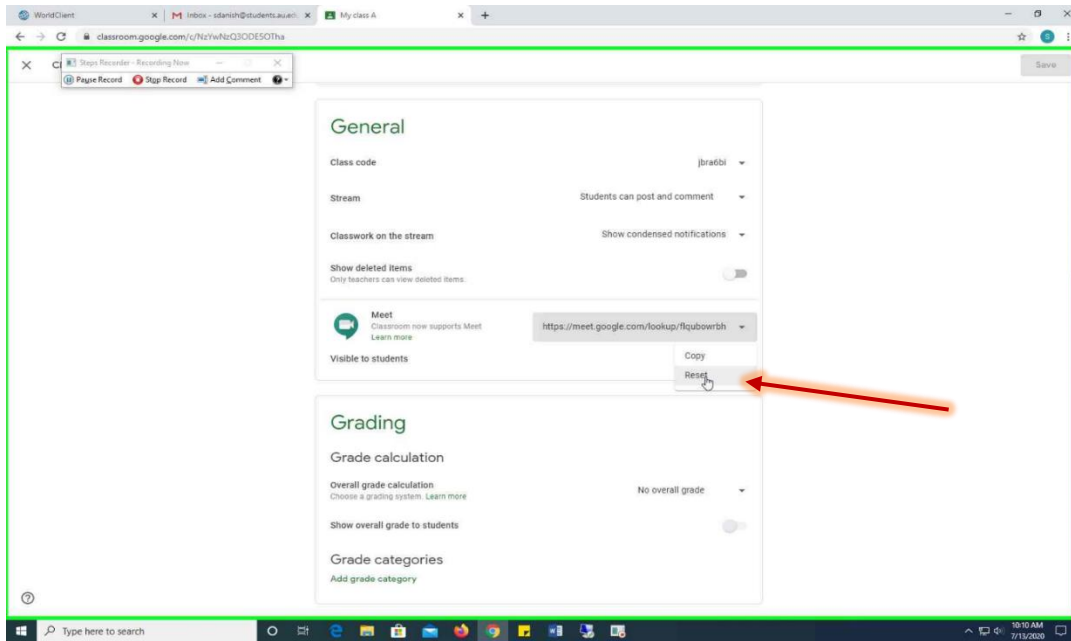 WorldClient
Inbox - sdanish@students.au.edu
My class A
classroom.google.com/c/NzYwNzQ3ODE5OTha
S
Steps Recorder - Recording Now
Pause Record Stop Record Add Comment
Save
General
Class code
jbra6bi
Stream
Students can post and comment
Classwork on the stream
Show condensed notifications
Show deleted items
Only teachers can view deleted items.
Meet
Classroom now supports Meet
Learn more
https://meet.google.com/lookup/flqubowrbh
Visible to students
Copy
Reset
Grading
Grade calculation
Overall grade calculation
Choose a grading system. Learn more
No overall grade
Show overall grade to students
Grade categories
Add grade category
Type here to search
10:10 AM
7/13/2020